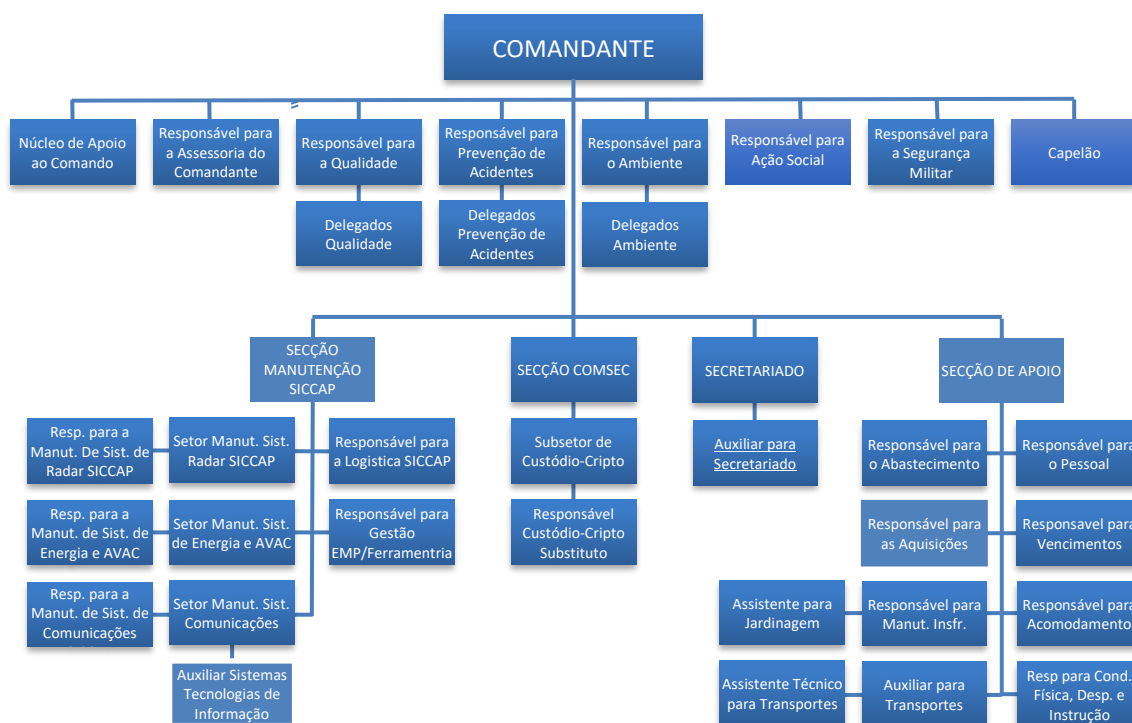 COMANDANTE
Núcleo de Apoio
ao Comando
Responsável para
a Assessoria do
Comandante
Responsável para
a Qualidade
Responsável para
Prevenção de
Acidentes
Responsável para
o Ambiente
Responsável para
Ação Social
Responsável para
a Segurança
Militar
Capelão
Delegados
Qualidade
Delegados
Prevenção de
Acidentes
Delegados
Ambiente
SECÇÃO
MANUTENÇÃO
SICCAP
SECÇÃO COMSEC
SECRETARIADO
SECÇÃO DE APOIO
Resp. para a
Manut. De Sist. de
Radar SICCAP
Setor Manut. Sist.
Radar SICCAP
Responsável para
a Logistica SICCAP
Subsetor de
Custódio-Cripto
Auxiliar para
Secretariado
Responsável para
o Abastecimento
Responsável para
o Pessoal
Resp. para a
Manut. de Sist. de
Energia e AVAC
Setor Manut. Sist.
de Energia e AVAC
Responsável para
Gestão
EMP/Ferramentria
Responsável
Custódio-Cripto
Substituto
Responsável para
as Aquisições
Responsavel para
Vencimentos
Resp. para a
Manut. de Sist. de
Comunicações
Setor Manut. Sist.
Comunicações
Assistente para
Jardinagem
Responsável para
Manut. Insfr.
Responsável para
Acomodamento
Auxiliar Sistemas
Tecnologias de
Informação
Assistente Técnico
para Transportes
Auxiliar para
Transportes
Resp para Cond.
Física, Desp. e
Instrução